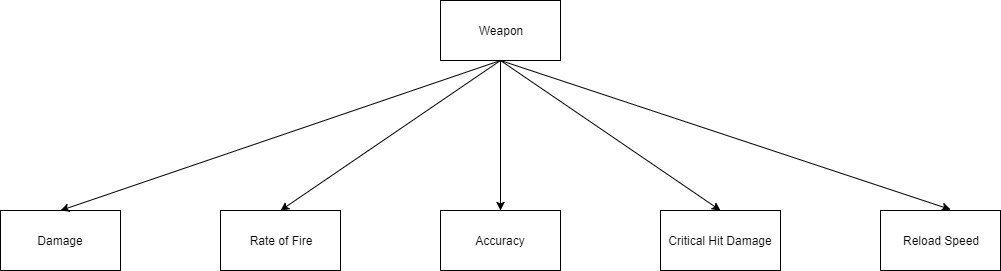 Weapon
Damage
Rate of Fire
Accuracy
Critical Hit Damage
Reload Speed